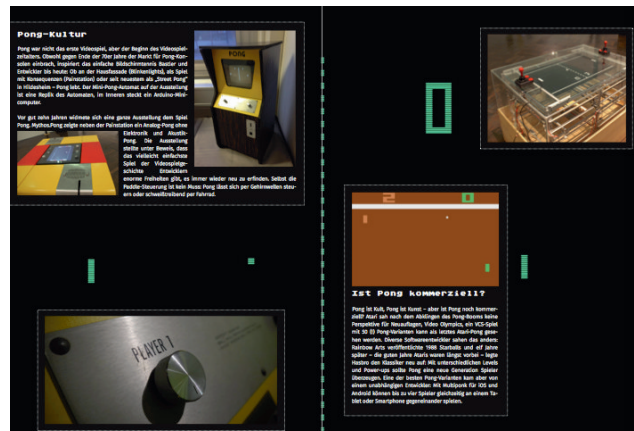 Pong-Kultur
Pong war nicht das erste Videospiel, aber der Beginn des Videospiel-
zeitalters. Obwohl gegen Ende der 70er Jahre der Markt für Pong-Kon-
solen einbrach, inspiriert das einfache Bildschirmtennis Bastler und
Entwickler bis heute: Ob an der Hausfassade (Blinkenlights), als Spiel
mit Konsequenzen (Painstation) oder seit neuestem als „Street Pong"
in Hildesheim – Pong lebt. Der Mini-Pong-Automat auf der Ausstellung
ist eine Replik des Automaten, im Inneren steckt ein Arduino-Mini-
computer.
Vor gut zehn Jahren widmete sich eine ganze Ausstellung dem Spiel
Pong. Mythos.Pong zeigte neben der Painstation ein Analog-Pong ohne
Elektronik und Akustik-
Pong. Die Ausstellung
stellte unter Beweis, dass
das vielleicht einfachste
Spiel der Videospielge-
schichte Entwicklern
enorme Freiheiten gibt, es immer wieder neu zu erfinden. Selbst die
Paddle-Steuerung ist kein Muss: Pong lässt sich per Gehirnwellen steu-
ern oder schweißtreibend per Fahrrad.
PONG
PLAYER 1
0
2 0
Ist Pong kommerziell?
Pong ist Kult, Pong ist Kunst – aber ist Pong noch kommer-
ziell? Atari sah nach dem Abklingen des Pong-Booms keine
Perspektive für Neuauflagen, Video Olympics, ein VCS-Spiel
mit 50 (!) Pong-Varianten kann als letztes Atari-Pong gese-
hen werden. Diverse Softwareentwickler sahen das anders:
Rainbow Arts veröffentlichte 1988 Starballs und elf Jahre
später – die guten Jahre Ataris waren längst vorbei – legte
Hasbro den Klassiker neu auf: Mit unterschiedlichen Levels
und Power-ups sollte Pong eine neue Generation Spieler
überzeugen. Eine der besten Pong-Varianten kam aber von
einem unabhängigen Entwickler: Mit Multiponk für iOS und
Android können bis zu vier Spieler gleichzeitig an einem Ta-
blet oder Smartphone gegeneinander spielen.